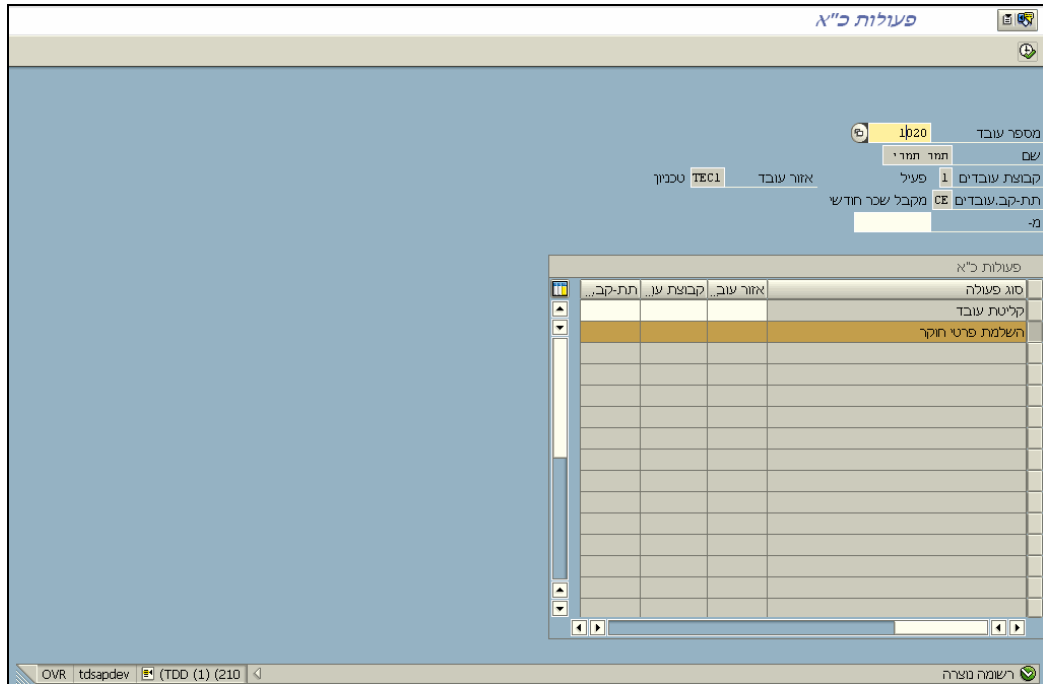 פעולות כ"א
מספר עובד 1020
שם תמר תמרי
קבוצת עובדים 1 פעיל אזור עובד TEC1 טכניון
תת-קב.עובדים CE מקבל שכר חודשי
מ-
פעולות כ"א
סוג פעולה אזור עוב.. קבוצת עו.. תת-קב...
קליטת עובד
השלמת פרטי חוקר
רשומה נוצרה TDD (1) (210) tdsapdev OVR